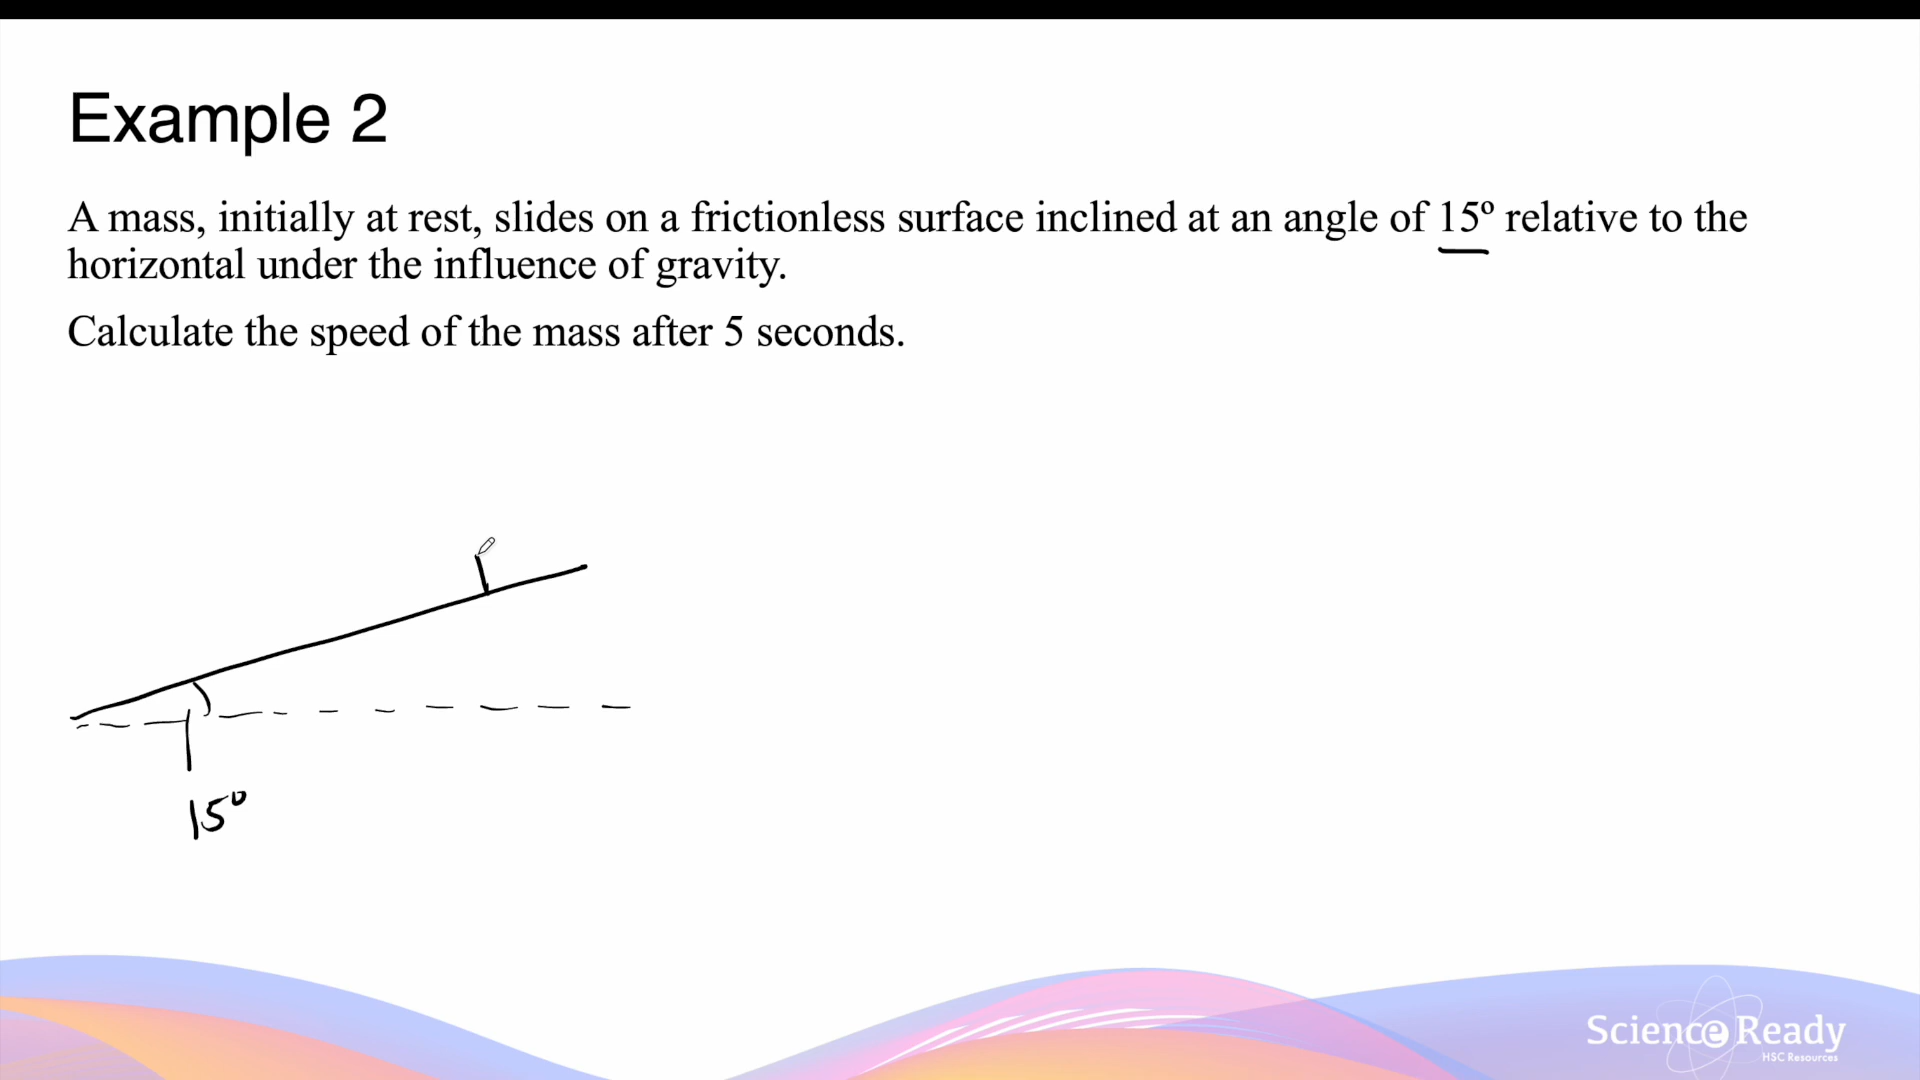 Example 2
A mass, initially at rest, slides on a frictionless surface inclined at an angle of 15º relative to the
horizontal under the influence of gravity.
Calculate the speed of the mass after 5 seconds.
15º
Science Ready
HSC Resources